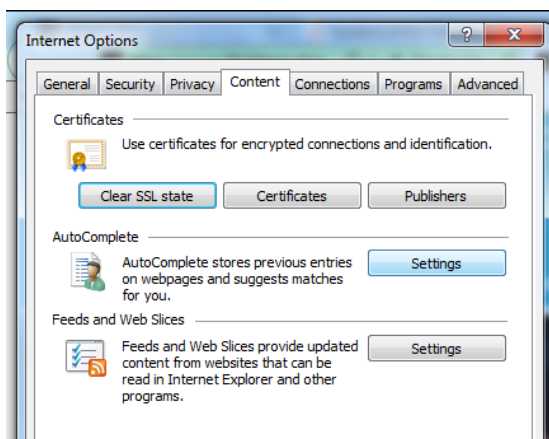 Internet Options
?
X
General Security Privacy Content Connections Programs Advanced
Certificates
Use certificates for encrypted connections and identification.
Clear SSL state Certificates Publishers
AutoComplete
AutoComplete stores previous entries
on webpages and suggests matches
for you.
Settings
Feeds and Web Slices
Feeds and Web Slices provide updated
content from websites that can be
read in Internet Explorer and other
programs.
Settings